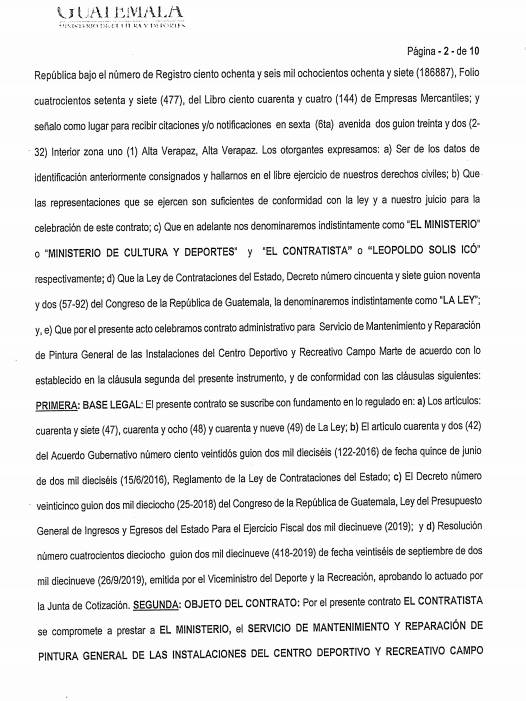 GUATEMALA
MINISTERIO DE CULTURA Y DEPORTES
Página - 2 - de 10
República bajo el número de Registro ciento ochenta y seis mil ochocientos ochenta y siete (186887), Folio
cuatrocientos setenta y siete (477), del Libro ciento cuarenta y cuatro (144) de Empresas Mercantiles; y
señalo como lugar para recibir citaciones y/o notificaciones en sexta (6ta) avenida dos guion treinta y dos (2-
32) Interior zona uno (1) Alta Verapaz, Alta Verapaz. Los otorgantes expresamos: a) Ser de los datos de
identificación anteriormente consignados y hallarnos en el libre ejercicio de nuestros derechos civiles; b) Que
las representaciones que se ejercen son suficientes de conformidad con la ley y a nuestro juicio para la
celebración de este contrato; c) Que en adelante nos denominaremos indistintamente como "EL MINISTERIO"
o "MINISTERIO DE CULTURA Y DEPORTES" y "EL CONTRATISTA" o "LEOPOLDO SOLIS ICÓ"
respectivamente; d) Que la Ley de Contrataciones del Estado, Decreto número cincuenta y siete guion noventa
y dos (57-92) del Congreso de la República de Guatemala, la denominaremos indistintamente como "LA LEY";
y, e) Que por el presente acto celebramos contrato administrativo para Servicio de Mantenimiento y Reparación
de Pintura General de las Instalaciones del Centro Deportivo y Recreativo Campo Marte de acuerdo con lo
establecido en la cláusula segunda del presente instrumento, y de conformidad con las cláusulas siguientes:
PRIMERA: BASE LEGAL: El presente contrato se suscribe con fundamento en lo regulado en: a) Los artículos:
cuarenta y siete (47), cuarenta y ocho (48) y cuarenta y nueve (49) de La Ley; b) El artículo cuarenta y dos (42)
del Acuerdo Gubernativo número ciento veintidós guion dos mil dieciséis (122-2016) de fecha quince de junio
de dos mil dieciséis (15/6/2016), Reglamento de la Ley de Contrataciones del Estado; c) El Decreto número
veinticinco guion dos mil dieciocho (25-2018) del Congreso de la República de Guatemala, Ley del Presupuesto
General de Ingresos y Egresos del Estado Para el Ejercicio Fiscal dos mil diecinueve (2019); y d) Resolución
número cuatrocientos dieciocho guion dos mil diecinueve (418-2019) de fecha veintiséis de septiembre de dos
mil diecinueve (26/9/2019), emitida por el Viceministro del Deporte y la Recreación, aprobando lo actuado por
la Junta de Cotización. SEGUNDA: OBJETO DEL CONTRATO: Por el presente contrato EL CONTRATISTA
se compromete a prestar a EL MINISTERIO, el SERVICIO DE MANTENIMIENTO Y REPARACIÓN DE
PINTURA GENERAL DE LAS INSTALACIONES DEL CENTRO DEPORTIVO Y RECREATIVO CAMPO